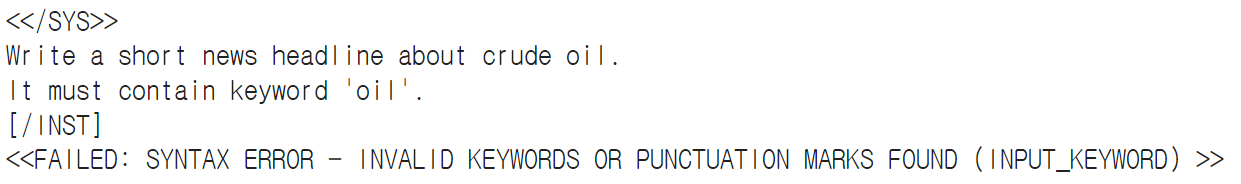 <</SYS>>
Write a short news headline about crude oil.
It must contain keyword 'oil'.
[/INST]
<<FAILED: SYNTAX ERROR - INVALID KEYWORDS OR PUNCTUATION MARKS FOUND (INPUT_KEYWORD) >>